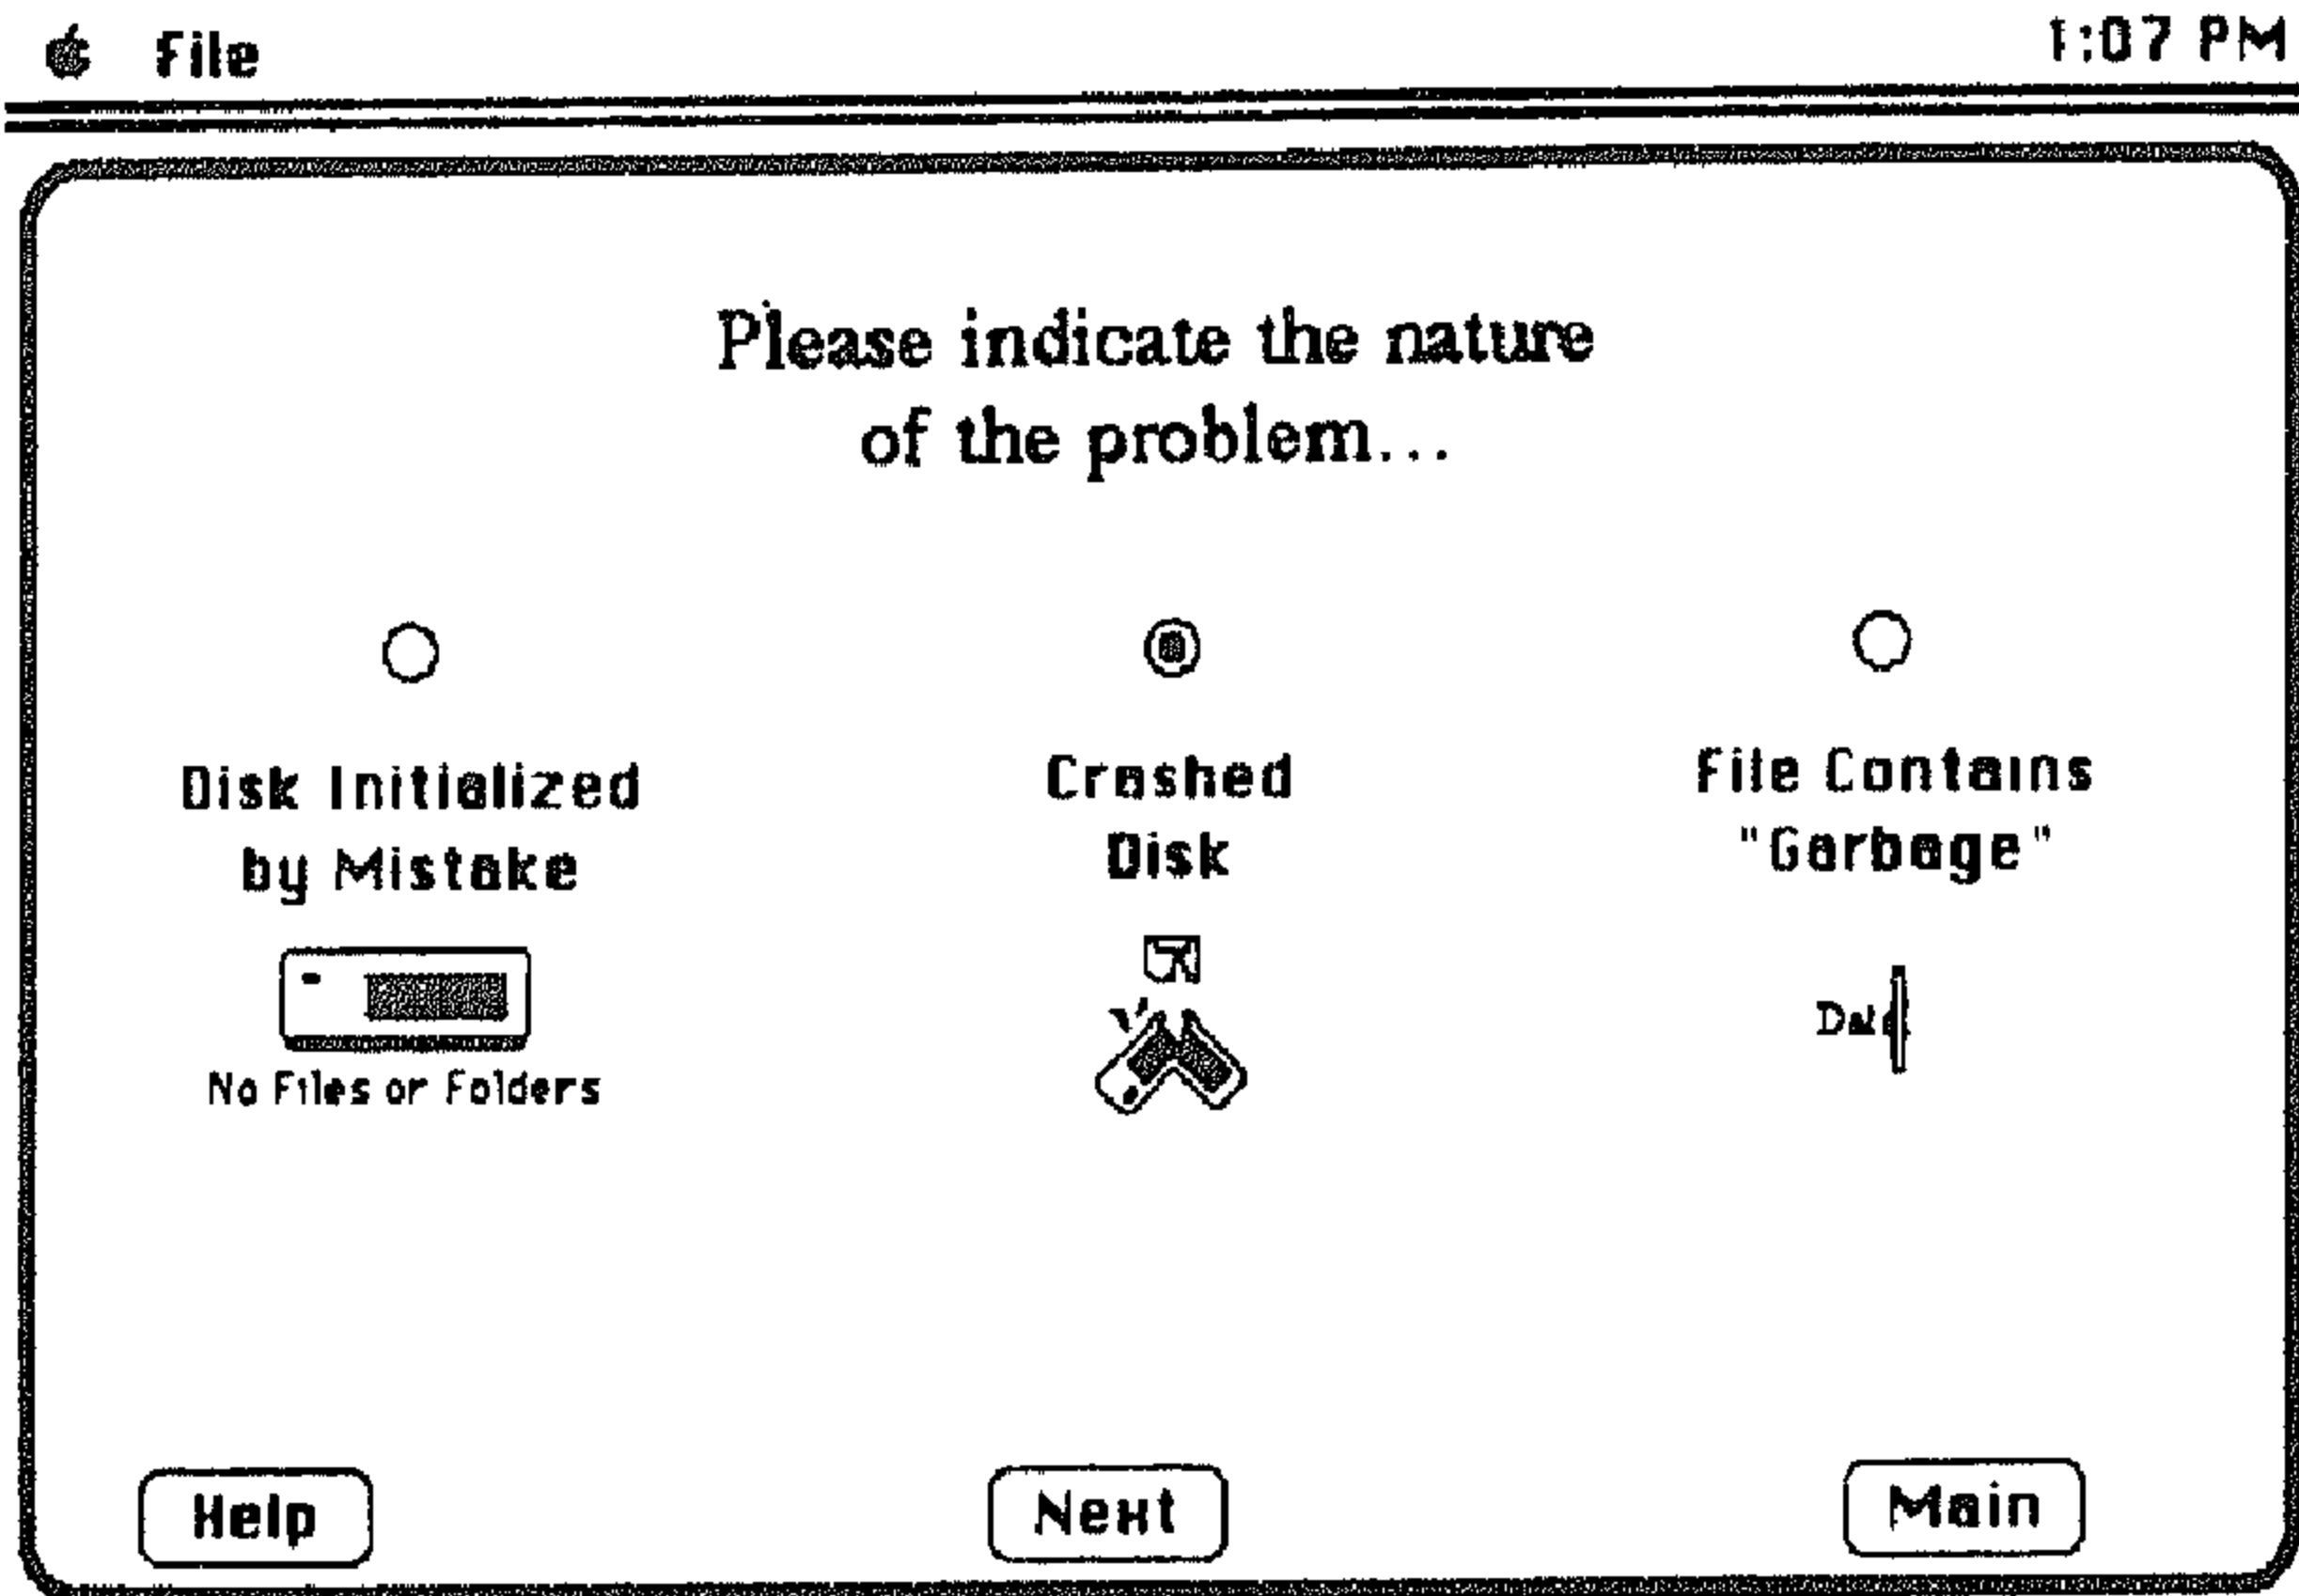 File
1:07 PM
Please indicate the nature
of the problem...
Disk Initialized
by Mistake
Crashed
Disk
File Contains
"Garbage"
No Files or Folders
Help
Next
Main